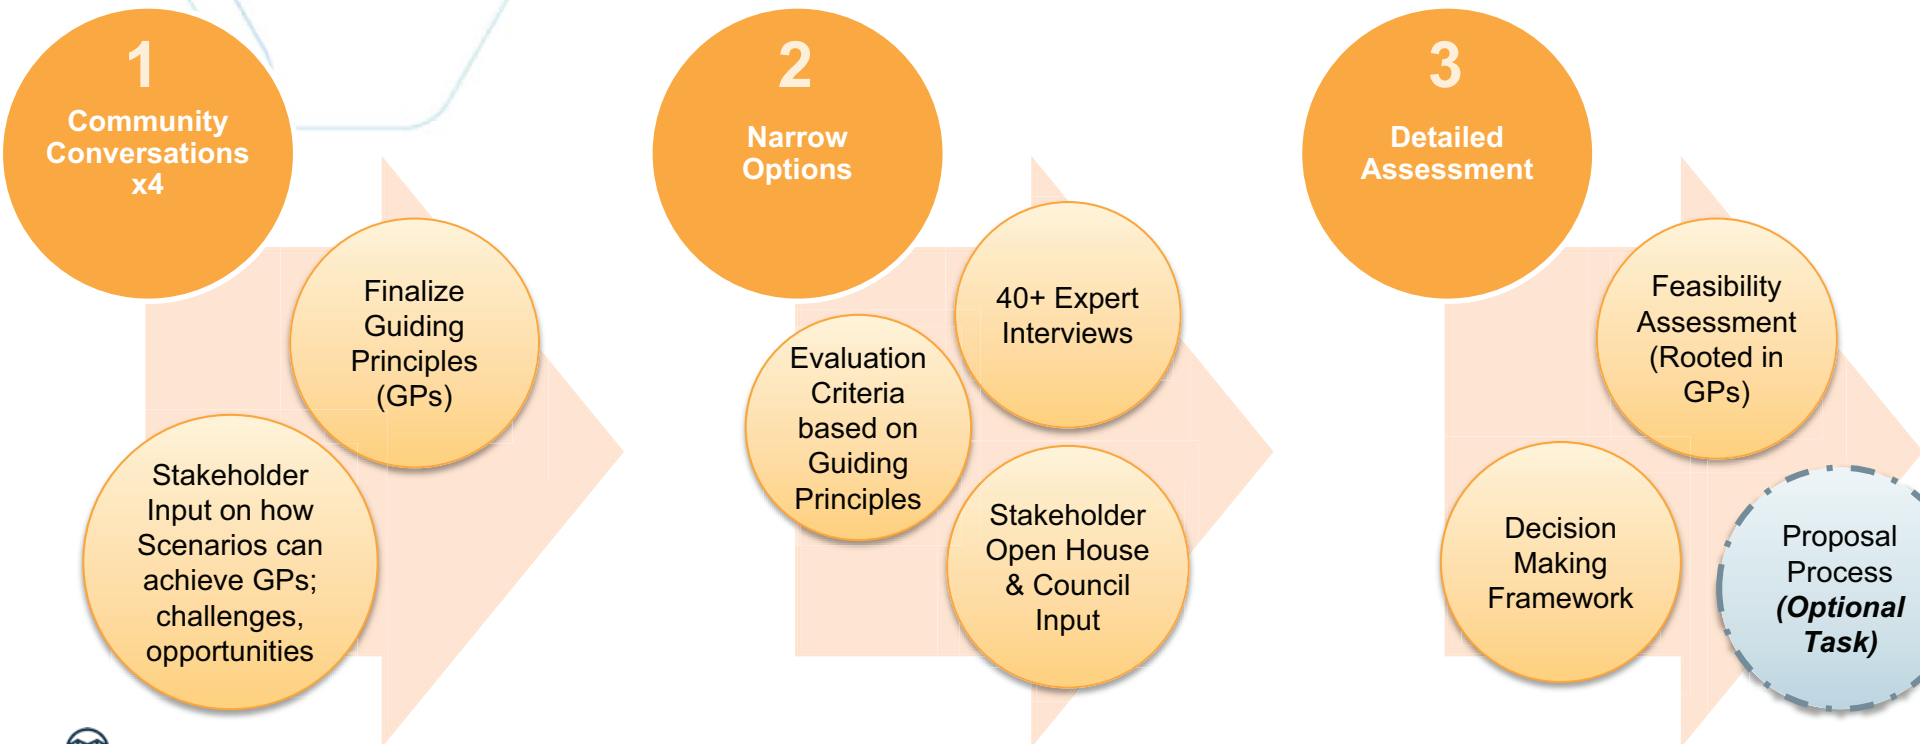 1
Community
Conversations
x4
Finalize
Guiding
Principles
(GPs)
Stakeholder
Input on how
Scenarios can
achieve GPs;
challenges,
opportunities
2
Narrow
Options
40+ Expert
Interviews
Evaluation
Criteria
based on
Guiding
Principles
Stakeholder
Open House
& Council
Input
3
Detailed
Assessment
Feasibility
Assessment
(Rooted in
GPs)
Decision
Making
Framework
Proposal
Process
(Optional
Task)